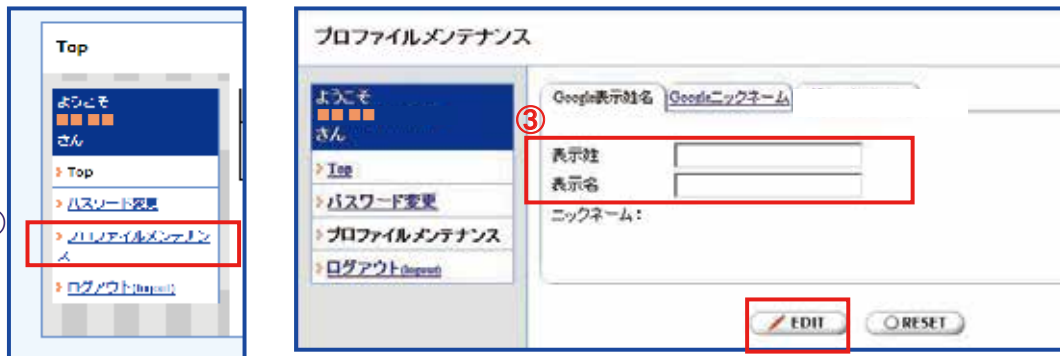 Top
ようこそ
さん
Top
パスワード変更
プロファイルメンテナンス
ログアウト(logout)
プロファイルメンテナンス
ようこそ
さん
Top
パスワード変更
プロファイルメンテナンス
ログアウト(logout)
Google表示姓名 Googleニックネーム
③
表示姓
表示名
ニックネーム:
EDIT RESET